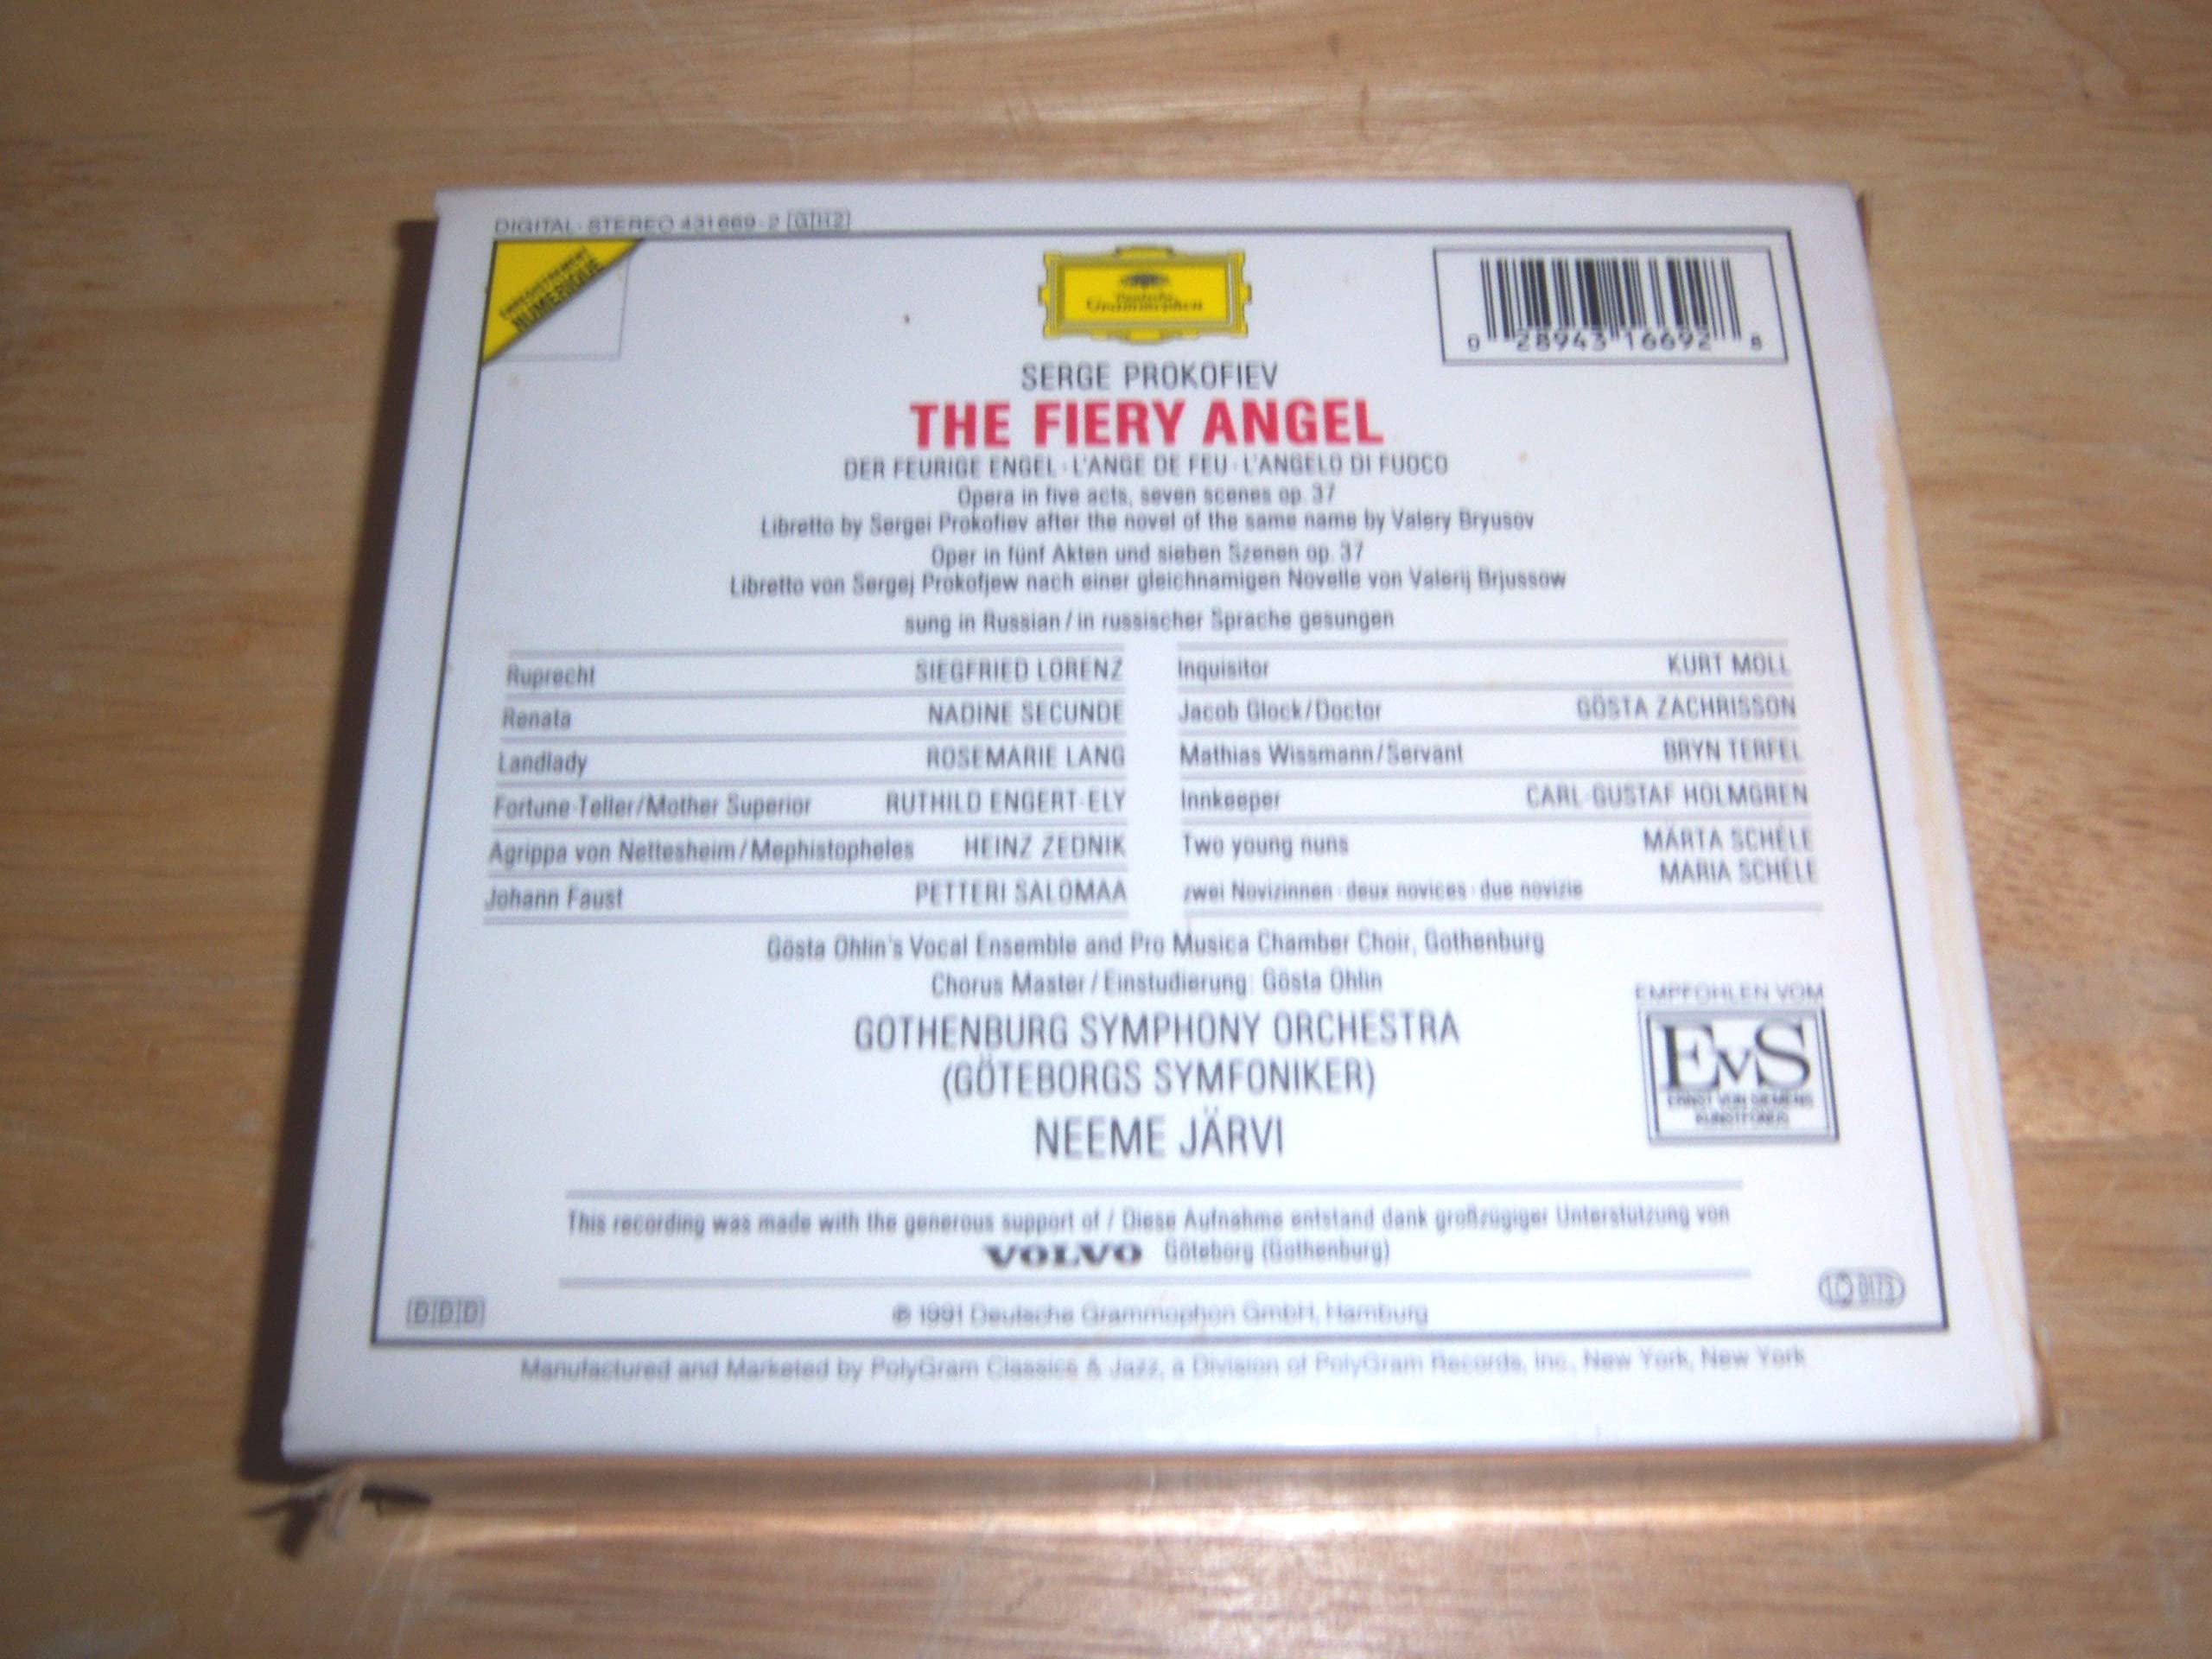 DIGITAL · STEREO 431 669-2 GH2
ENREGISTREMENT
NUMERIQUE
Deutsche
Grammophon
0 28943 16692 8
SERGE PROKOFIEV
THE FIERY ANGEL
DER FEURIGE ENGEL · L'ANGE DE FEU · L'ANGELO DI FUOCO
Opera in five acts, seven scenes op. 37
Libretto by Sergei Prokofiev after the novel of the same name by Valery Bryusov
Oper in fünf Akten und sieben Szenen op. 37
Libretto von Sergej Prokofjew nach einer gleichnamigen Novelle von Valerij Brjussow
sung in Russian / in russischer Sprache gesungen
Ruprecht SIEGFRIED LORENZ
Renata NADINE SECUNDE
Landlady ROSEMARIE LANG
Fortune-Teller/Mother Superior RUTHILD ENGERT-ELY
Agrippa von Nettesheim/Mephistopheles HEINZ ZEDNIK
Johann Faust PETTERI SALOMAA
Inquisitor KURT MOLL
Jacob Glock/Doctor GÖSTA ZACHRISSON
Mathias Wissmann/Servant BRYN TERFEL
Innkeeper CARL-GUSTAF HOLMGREN
Two young nuns MÄRTA SCHÉLE
MARIA SCHÉLE
zwei Novizinnen · deux novices · due novizie
Gösta Ohlin's Vocal Ensemble and Pro Musica Chamber Choir, Gothenburg
Chorus Master / Einstudierung: Gösta Ohlin
GOTHENBURG SYMPHONY ORCHESTRA
(GÖTEBORGS SYMFONIKER)
NEEME JÄRVI
EMPFOHLEN VOM
EvS
ERNST VON SIEMENS
KUNSTFONDS
This recording was made with the generous support of / Diese Aufnahme entstand dank großzügiger Unterstützung von
VOLVO Göteborg (Gothenburg)
DDD
℗ 1991 Deutsche Grammophon GmbH, Hamburg
Manufactured and Marketed by PolyGram Classics & Jazz, a Division of PolyGram Records, Inc., New York, New York